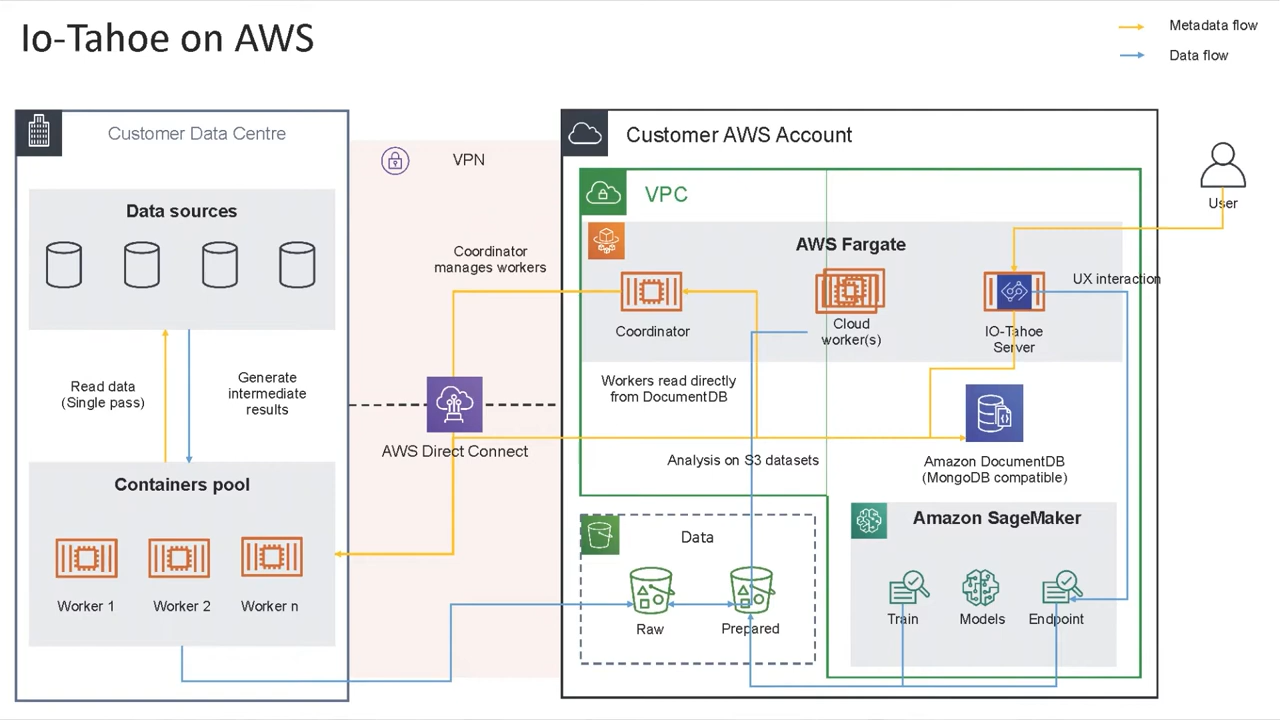 Io-Tahoe on AWS
Metadata flow
Data flow
Customer Data Centre
Data sources
Read data
(Single pass)
Generate
intermediate
results
Containers pool
Worker 1
Worker 2
Worker n
VPN
Coordinator
manages workers
AWS Direct Connect
Customer AWS Account
VPC
AWS Fargate
Coordinator
Cloud
worker(s)
IO-Tahoe
Server
UX interaction
User
Workers read directly
from DocumentDB
Analysis on S3 datasets
Amazon DocumentDB
(MongoDB compatible)
Data
Raw
Prepared
Amazon SageMaker
Train
Models
Endpoint